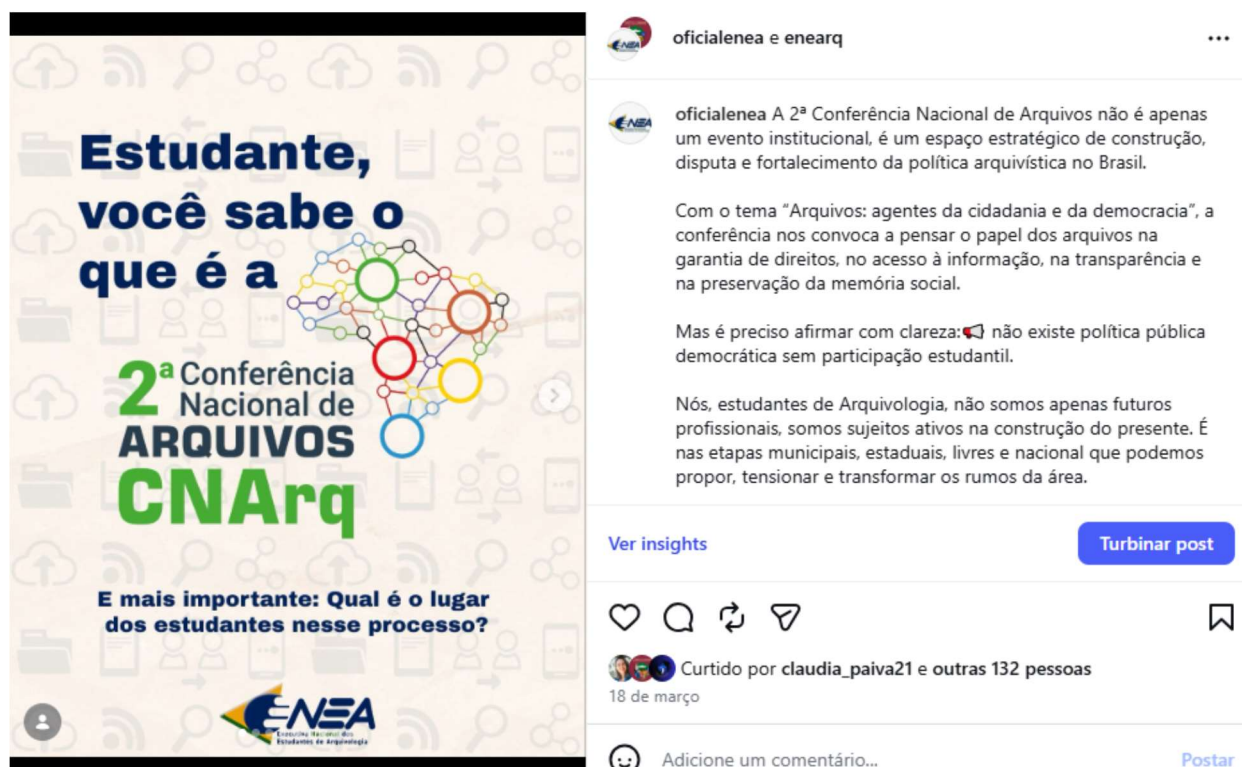 Estudante,
você sabe o
que é a
2ª Conferência
Nacional de
ARQUIVOS
CNArq
E mais importante: Qual é o lugar
dos estudantes nesse processo?
ENEA
Executiva Nacional dos
Estudantes de Arquivologia
oficialenea e enearq
oficialenea A 2ª Conferência Nacional de Arquivos não é apenas
um evento institucional, é um espaço estratégico de construção,
disputa e fortalecimento da política arquivística no Brasil.
Com o tema “Arquivos: agentes da cidadania e da democracia”, a
conferência nos convoca a pensar o papel dos arquivos na
garantia de direitos, no acesso à informação, na transparência e
na preservação da memória social.
Mas é preciso afirmar com clareza:📢 não existe política pública
democrática sem participação estudantil.
Nós, estudantes de Arquivologia, não somos apenas futuros
profissionais, somos sujeitos ativos na construção do presente. É
nas etapas municipais, estaduais, livres e nacional que podemos
propor, tensionar e transformar os rumos da área.
Ver insights
Turbinar post
Curtido por claudia_paiva21 e outras 132 pessoas
18 de março
Adicione um comentário...
Postar